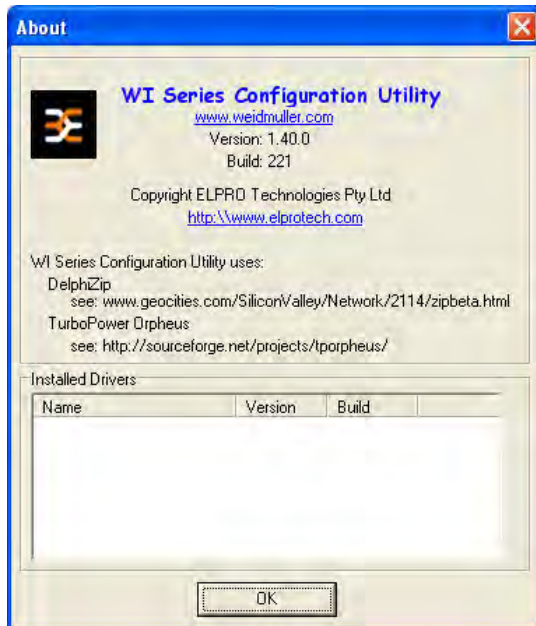 About
WI Series Configuration Utility
www.weidmuller.com
Version: 1.40.0
Build: 221
Copyright ELPRO Technologies Pty Ltd
http:\\www.elprotech.com
WI Series Configuration Utility uses:
DelphiZip
see: www.geocities.com/SiliconValley/Network/2114/zipbeta.html
TurboPower Orpheus
see: http://sourceforge.net/projects/tporpheus/
Installed Drivers
Name Version Build
OK